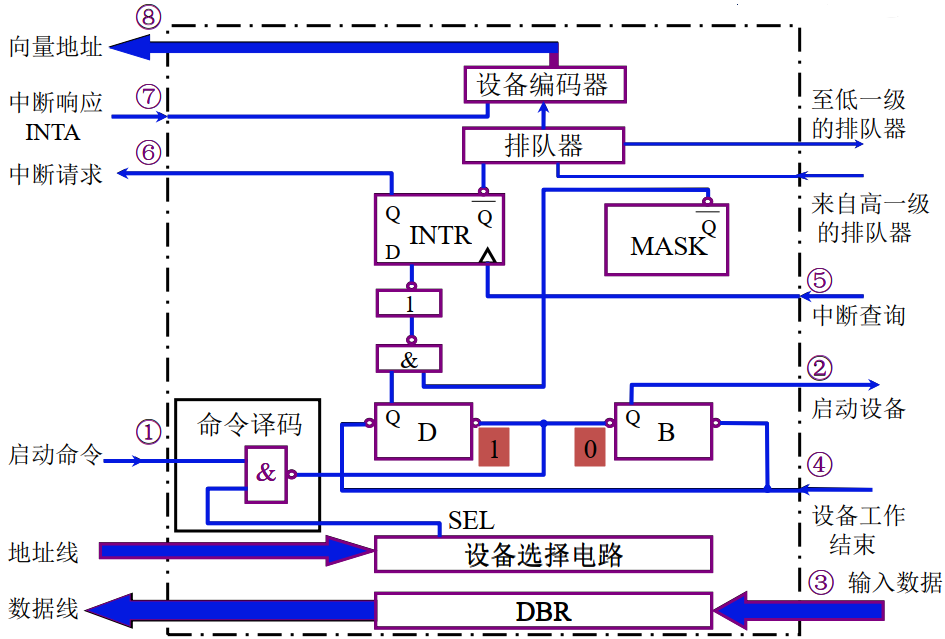 ⑧
向量地址
设备编码器
⑦
中断响应
INTA
至低一级
的排队器
排队器
⑥
中断请求
Q
Q
INTR
D
来自高一级
的排队器
Q
MASK
⑤
中断查询
1
&
②
启动设备
命令译码
Q
D
Q
B
1
0
①
启动命令
&
④
设备工作
结束
SEL
地址线
设备选择电路
③ 输入数据
数据线
DBR